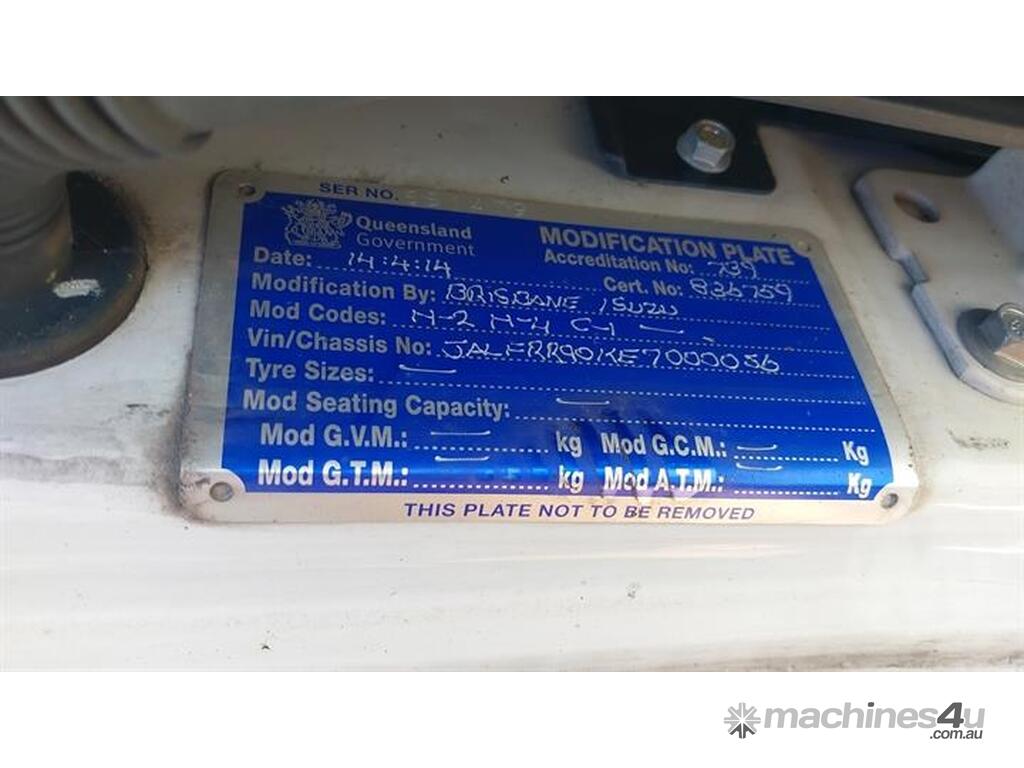 SER NO.
Queensland
Government
MODIFICATION PLATE
Accreditation No: 739
Date: 14:4:14
Cert. No: 836759
Modification By: BRISBANE ISUZU
Mod Codes: H-2 H-4 C-1 —
Vin/Chassis No: JALFRR90KE7000056
Tyre Sizes: —
Mod Seating Capacity: —
Mod G.V.M.: — kg Mod G.C.M.: — Kg
Mod G.T.M.: — kg Mod A.T.M.: — Kg
THIS PLATE NOT TO BE REMOVED
machines4u
.com.au